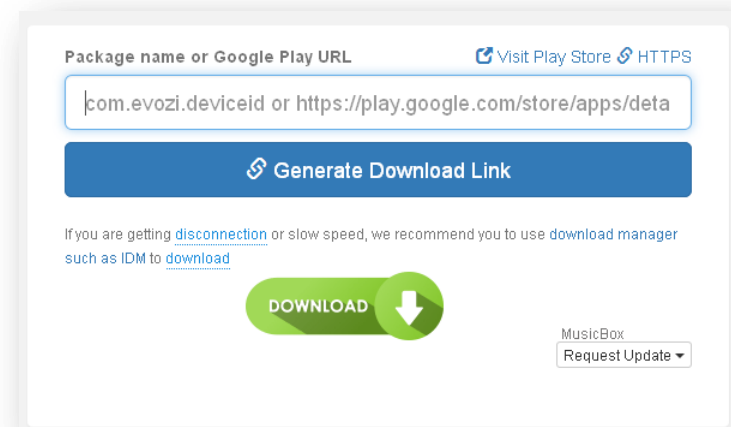 Package name or Google Play URL Visit Play Store HTTPS
com.evozi.deviceid or https://play.google.com/store/apps/deta
Generate Download Link
If you are getting disconnection or slow speed, we recommend you to use download manager
such as IDM to download
DOWNLOAD
MusicBox
Request Update